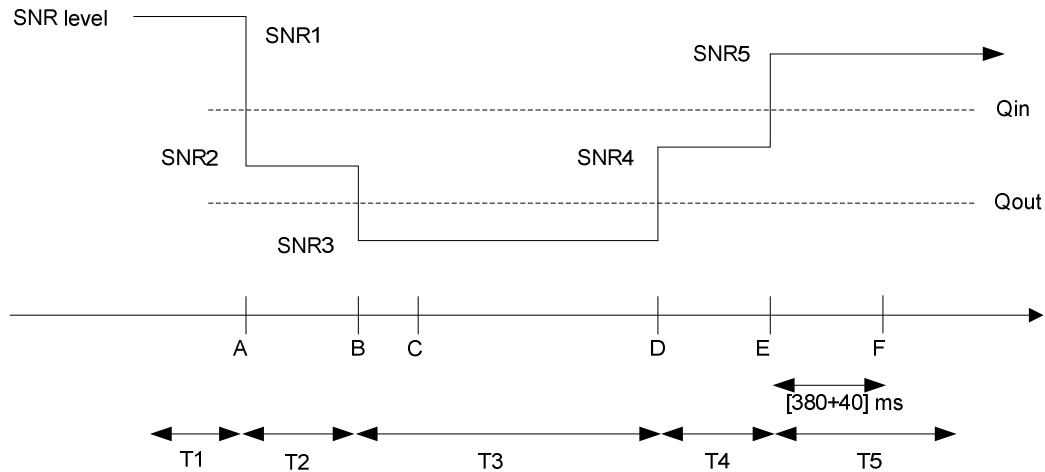 SNR level
SNR1
SNR5
Qin
SNR2
SNR4
Qout
SNR3
A B C D E F
[380+40] ms
T1 T2 T3 T4 T5